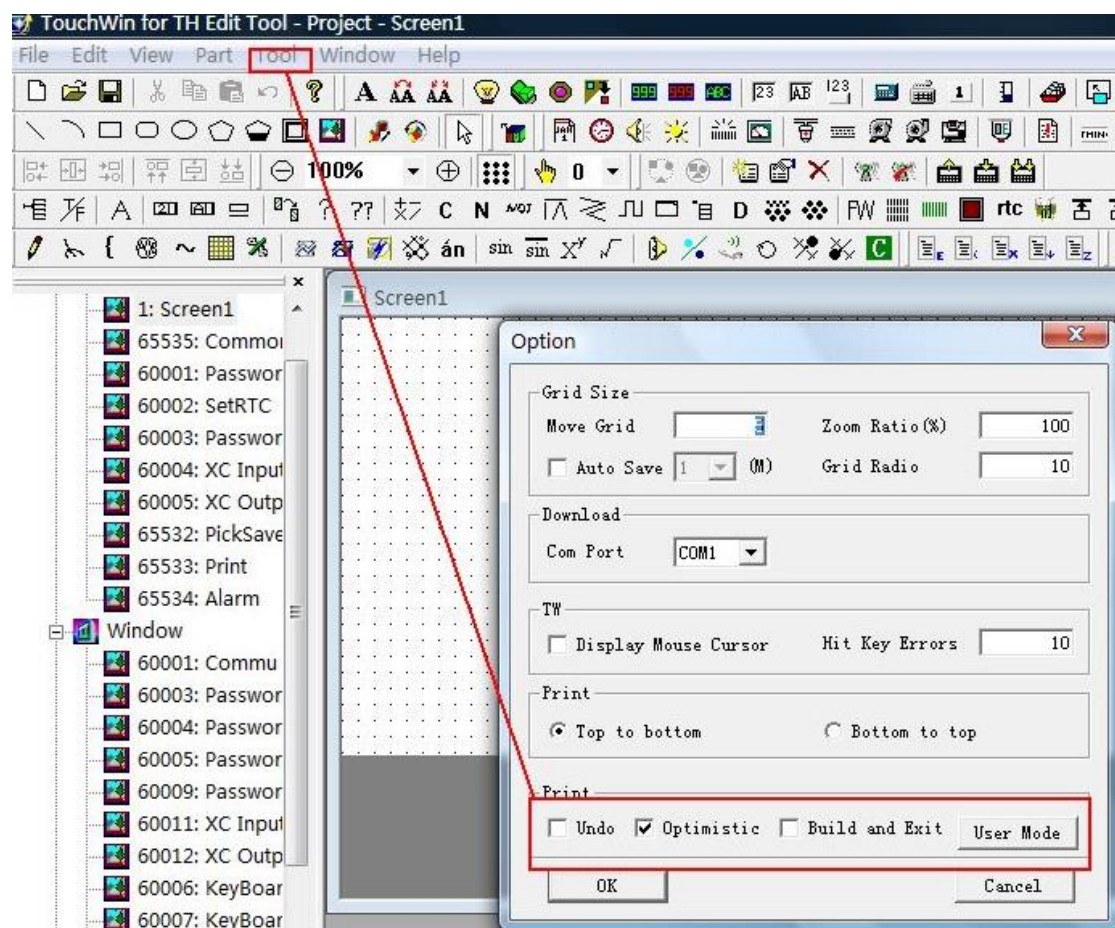 TouchWin for TH Edit Tool - Project - Screen1
File Edit View Part Tool Window Help
100% 0
A C N FW rtc
án sin sin C
1: Screen1
65535: Commo
60001: Passwor
60002: SetRTC
60003: Passwor
60004: XC Input
60005: XC Outp
65532: PickSave
65533: Print
65534: Alarm
Window
60001: Commu
60003: Passwor
60004: Passwor
60005: Passwor
60009: Passwor
60011: XC Input
60012: XC Outp
60006: KeyBoar
60007: KeyBoar
Screen1
Option
Grid Size
Move Grid 3 Zoom Ratio(%) 100
Auto Save 1 (M) Grid Radio 10
Download
Com Port COM1
TW
Display Mouse Cursor Hit Key Errors 10
Print
Top to bottom Bottom to top
Print
Undo Optimistic Build and Exit User Mode
OK Cancel